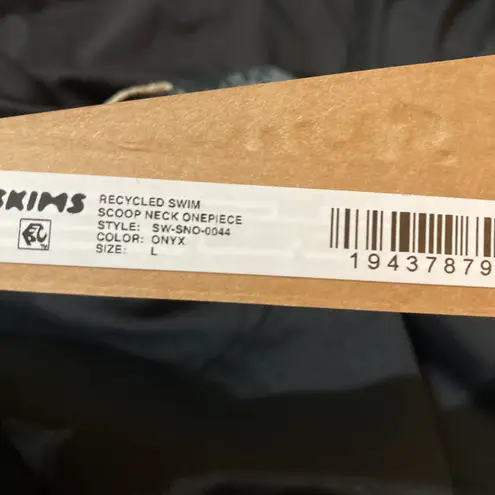 SKIMS
RECYCLED SWIM
SCOOP NECK ONEPIECE
STYLE: SW-SNO-0044
COLOR: ONYX
SIZE: L
19437879